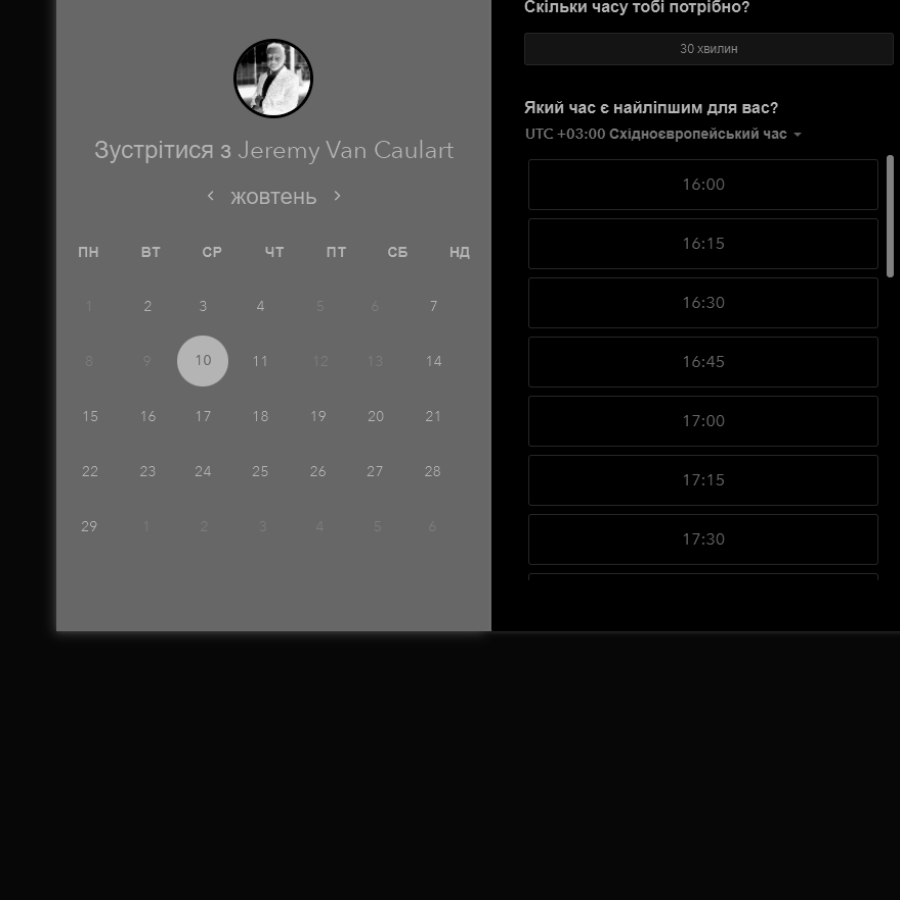 Зустрітися з Jeremy Van Caulart
жовтень
ПН ВТ СР ЧТ ПТ СБ НД
1 2 3 4 5 6 7
8 9 10 11 12 13 14
15 16 17 18 19 20 21
22 23 24 25 26 27 28
29 1 2 3 4 5 6
Скільки часу тобі потрібно?
30 хвилин
Який час є найліпшим для вас?
UTC +03:00 Східноєвропейський час
16:00
16:15
16:30
16:45
17:00
17:15
17:30